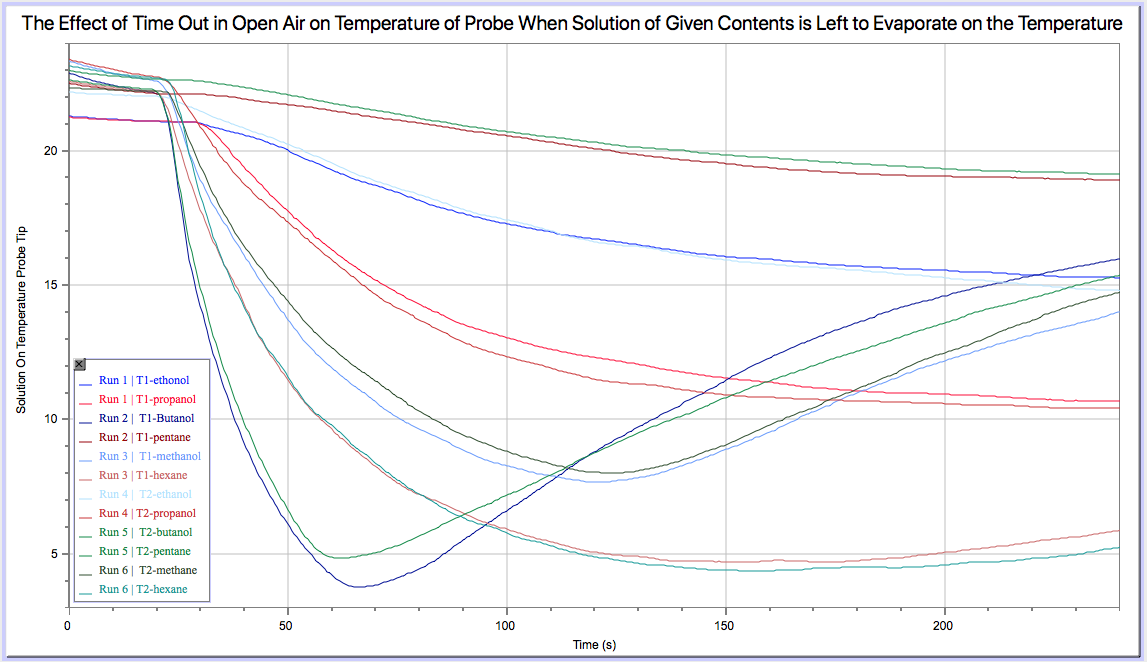 The Effect of Time Out in Open Air on Temperature of Probe When Solution of Given Contents is Left to Evaporate on the Temperature
Solution On Temperature Probe Tip
20
15
10
5
Run 1 | T1-ethonol
Run 1 | T1-propanol
Run 2 | T1-Butanol
Run 2 | T1-pentane
Run 3 | T1-methanol
Run 3 | T1-hexane
Run 4 | T2-ethanol
Run 4 | T2-propanol
Run 5 | T2-butanol
Run 5 | T2-pentane
Run 6 | T2-methane
Run 6 | T2-hexane
0 50 100 150 200
Time (s)